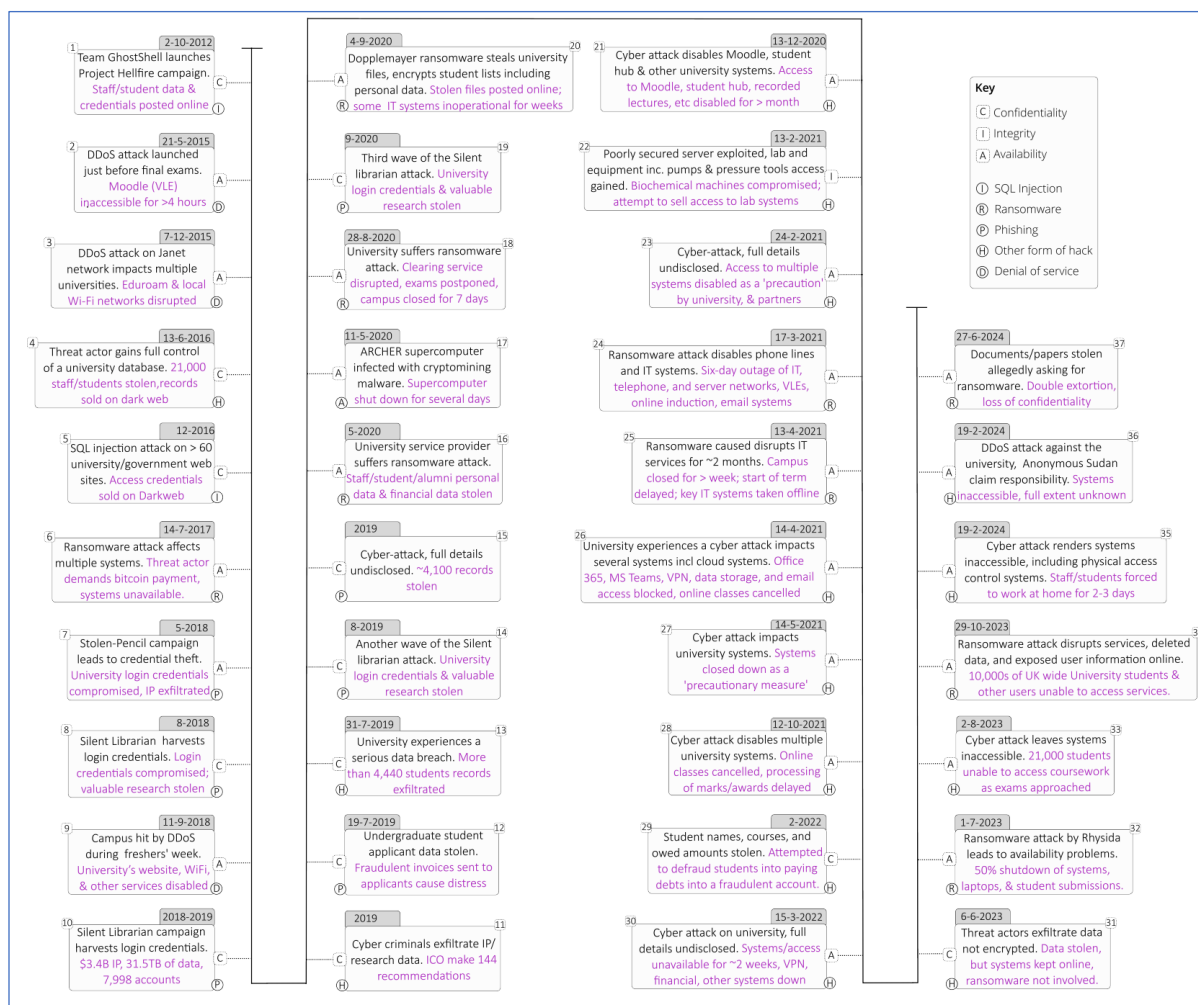 1
2-10-2012
Team GhostShell launches
Project Hellfire campaign.
Staff/student data &
credentials posted online
C
I
2
21-5-2015
DDoS attack launched
just before final exams.
Moodle (VLE)
inaccessible for >4 hours
A
D
3
7-12-2015
DDoS attack on Janet
network impacts multiple
universities. Eduroam & local
Wi-Fi networks disrupted
A
D
4
13-6-2016
Threat actor gains full control
of a university database. 21,000
staff/students stolen,records
sold on dark web
C
H
5
12-2016
SQL injection attack on > 60
university/government web
sites. Access credentials
sold on Darkweb
C
I
6
14-7-2017
Ransomware attack affects
multiple systems. Threat actor
demands bitcoin payment,
systems unavailable.
A
R
7
5-2018
Stolen-Pencil campaign
leads to credential theft.
University login credentials
compromised, IP exfiltrated
A
P
8
8-2018
Silent Librarian harvests
login credentials. Login
credentials compromised;
valuable research stolen
C
P
9
11-9-2018
Campus hit by DDoS
during freshers' week.
University's website, WiFi,
& other services disabled
A
D
10
2018-2019
Silent Librarian campaign
harvests login credentials.
$3.4B IP, 31.5TB of data,
7,998 accounts
C
P
4-9-2020
20
Dopplemayer ransomware steals university
files, encrypts student lists including
personal data. Stolen files posted online;
some IT systems inoperational for weeks
A
R
9-2020
19
Third wave of the Silent
librarian attack. University
login credentials & valuable
research stolen
C
P
28-8-2020
18
University suffers ransomware
attack. Clearing service
disrupted, exams postponed,
campus closed for 7 days
A
R
11-5-2020
17
ARCHER supercomputer
infected with cryptomining
malware. Supercomputer
shut down for several days
A
A
5-2020
16
University service provider
suffers ransomware attack.
Staff/student/alumni personal
data & financial data stolen
A
R
2019
15
Cyber-attack, full details
undisclosed. ~4,100 records
stolen
C
P
8-2019
14
Another wave of the Silent
librarian attack. University
login credentials & valuable
research stolen
C
P
31-7-2019
13
University experiences a
serious data breach. More
than 4,440 students records
exfiltrated
C
H
19-7-2019
12
Undergraduate student
applicant data stolen.
Fraudulent invoices sent to
applicants cause distress
C
P
2019
11
Cyber criminals exfiltrate IP/
research data. ICO make 144
recommendations
C
H
21
13-12-2020
Cyber attack disables Moodle, student
hub & other university systems. Access
to Moodle, student hub, recorded
lectures, etc disabled for > month
A
H
22
13-2-2021
Poorly secured server exploited, lab and
equipment inc. pumps & pressure tools access
gained. Biochemical machines compromised;
attempt to sell access to lab systems
I
H
23
24-2-2021
Cyber-attack, full details
undisclosed. Access to multiple
systems disabled as a 'precaution'
by university, & partners
A
H
24
17-3-2021
Ransomware attack disables phone lines
and IT systems. Six-day outage of IT,
telephone, and server networks, VLEs,
online induction, email systems
A
R
25
13-4-2021
Ransomware caused disrupts IT
services for ~2 months. Campus
closed for > week; start of term
delayed; key IT systems taken offline
A
R
26
14-4-2021
University experiences a cyber attack impacts
several systems incl cloud systems. Office
365, MS Teams, VPN, data storage, and email
access blocked, online classes cancelled
A
H
27
14-5-2021
Cyber attack impacts
university systems. Systems
closed down as a
'precautionary measure'
A
H
28
12-10-2021
Cyber attack disables multiple
university systems. Online
classes cancelled, processing
of marks/awards delayed
A
H
29
2-2022
Student names, courses, and
owed amounts stolen. Attempted
to defraud students into paying
debts into a fraudulent account.
C
H
30
15-3-2022
Cyber attack on university, full
details undisclosed. Systems/access
unavailable for ~2 weeks, VPN,
financial, other systems down
A
H
Key
C Confidentiality
I Integrity
A Availability
I SQL Injection
R Ransomware
P Phishing
H Other form of hack
D Denial of service
27-6-2024
37
Documents/papers stolen
allegedly asking for
ransomware. Double extortion,
loss of confidentiality
A
R
19-2-2024
36
DDoS attack against the
university, Anonymous Sudan
claim responsibility. Systems
inaccessible, full extent unknown
A
H
19-2-2024
35
Cyber attack renders systems
inaccessible, including physical access
control systems. Staff/students forced
to work at home for 2-3 days
A
H
29-10-2023
3
Ransomware attack disrupts services, deleted
data, and exposed user information online.
10,000s of UK wide University students &
other users unable to access services.
A
R
2-8-2023
33
Cyber attack leaves systems
inaccessible. 21,000 students
unable to access coursework
as exams approached
A
H
1-7-2023
32
Ransomware attack by Rhysida
leads to availability problems.
50% shutdown of systems,
laptops, & student submissions.
A
R
6-6-2023
31
Threat actors exfiltrate data
not encrypted. Data stolen,
but systems kept online,
ransomware not involved.
C
H